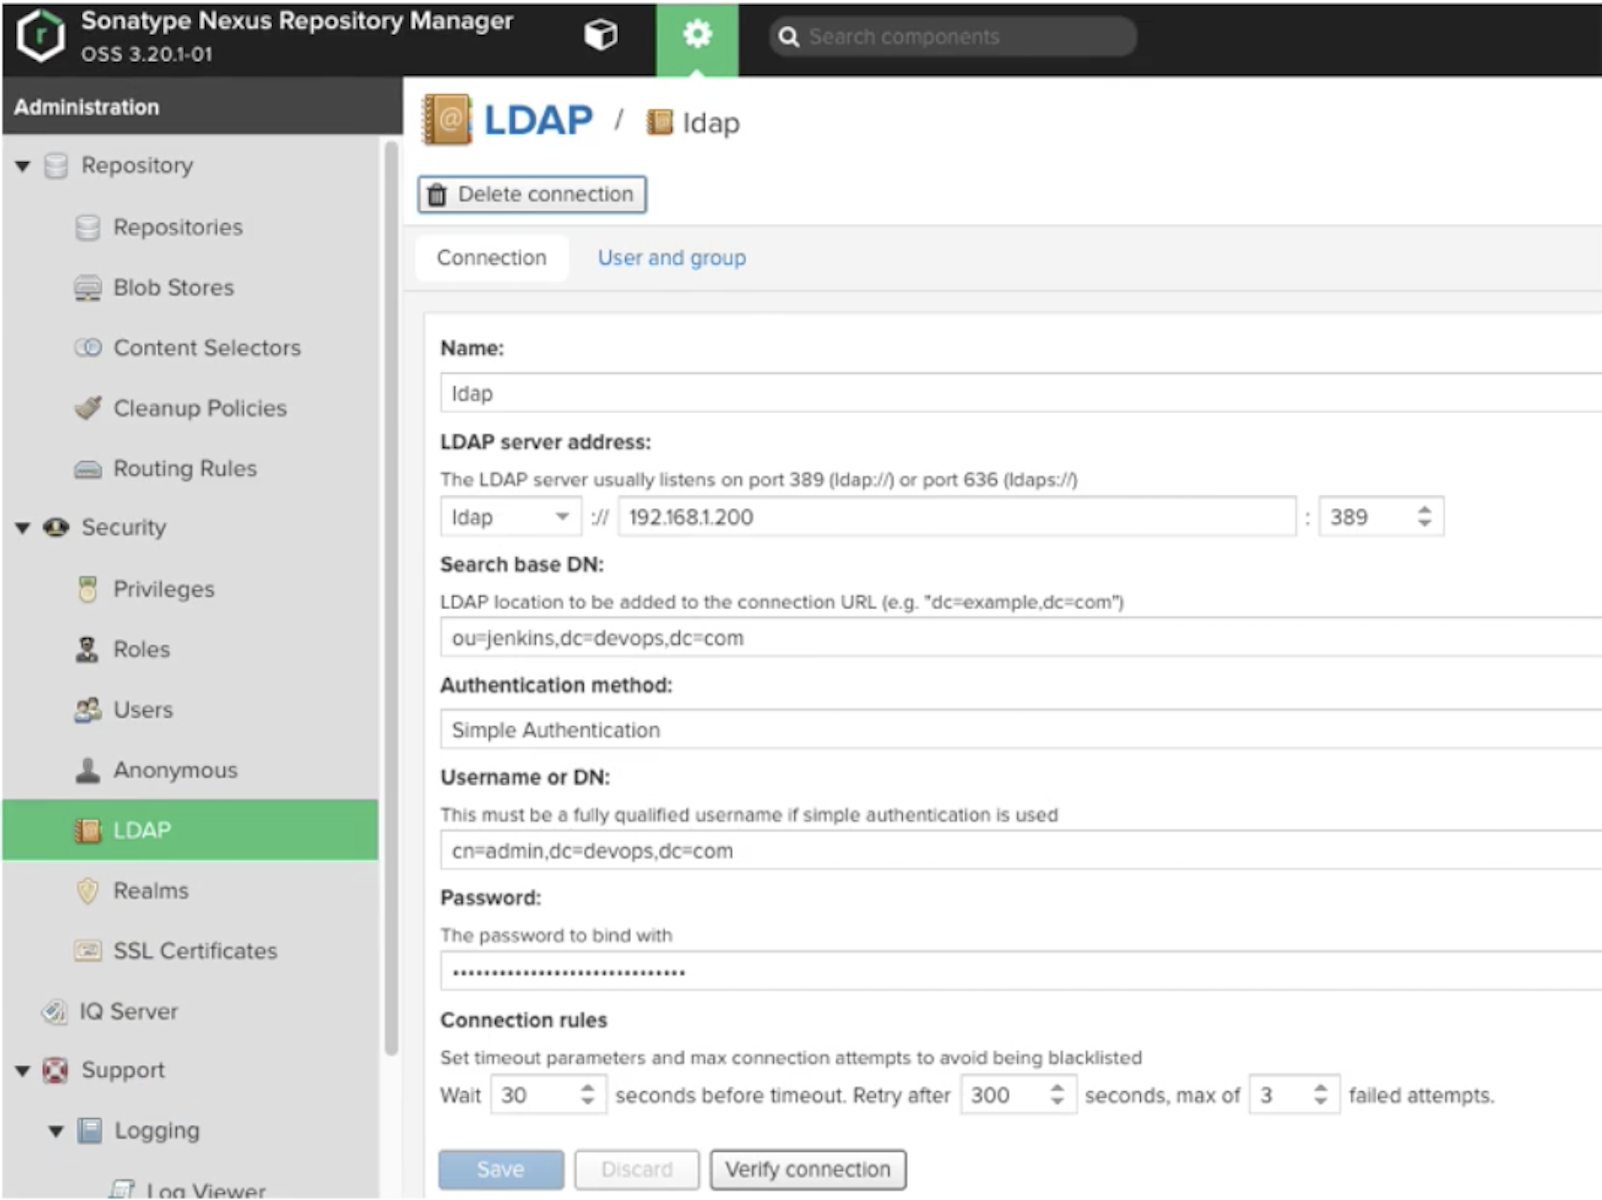 Sonatype Nexus Repository Manager
OSS 3.20.1-01
Search components
Administration
Repository
Repositories
Blob Stores
Content Selectors
Cleanup Policies
Routing Rules
Security
Privileges
Roles
Users
Anonymous
LDAP
Realms
SSL Certificates
IQ Server
Support
Logging
Log Viewer
LDAP / ldap
Delete connection
Connection User and group
Name:
ldap
LDAP server address:
The LDAP server usually listens on port 389 (ldap://) or port 636 (ldaps://)
ldap :// 192.168.1.200 : 389
Search base DN:
LDAP location to be added to the connection URL (e.g. "dc=example,dc=com")
ou=jenkins,dc=devops,dc=com
Authentication method:
Simple Authentication
Username or DN:
This must be a fully qualified username if simple authentication is used
cn=admin,dc=devops,dc=com
Password:
The password to bind with
Connection rules
Set timeout parameters and max connection attempts to avoid being blacklisted
Wait 30 seconds before timeout. Retry after 300 seconds, max of 3 failed attempts.
Save Discard Verify connection